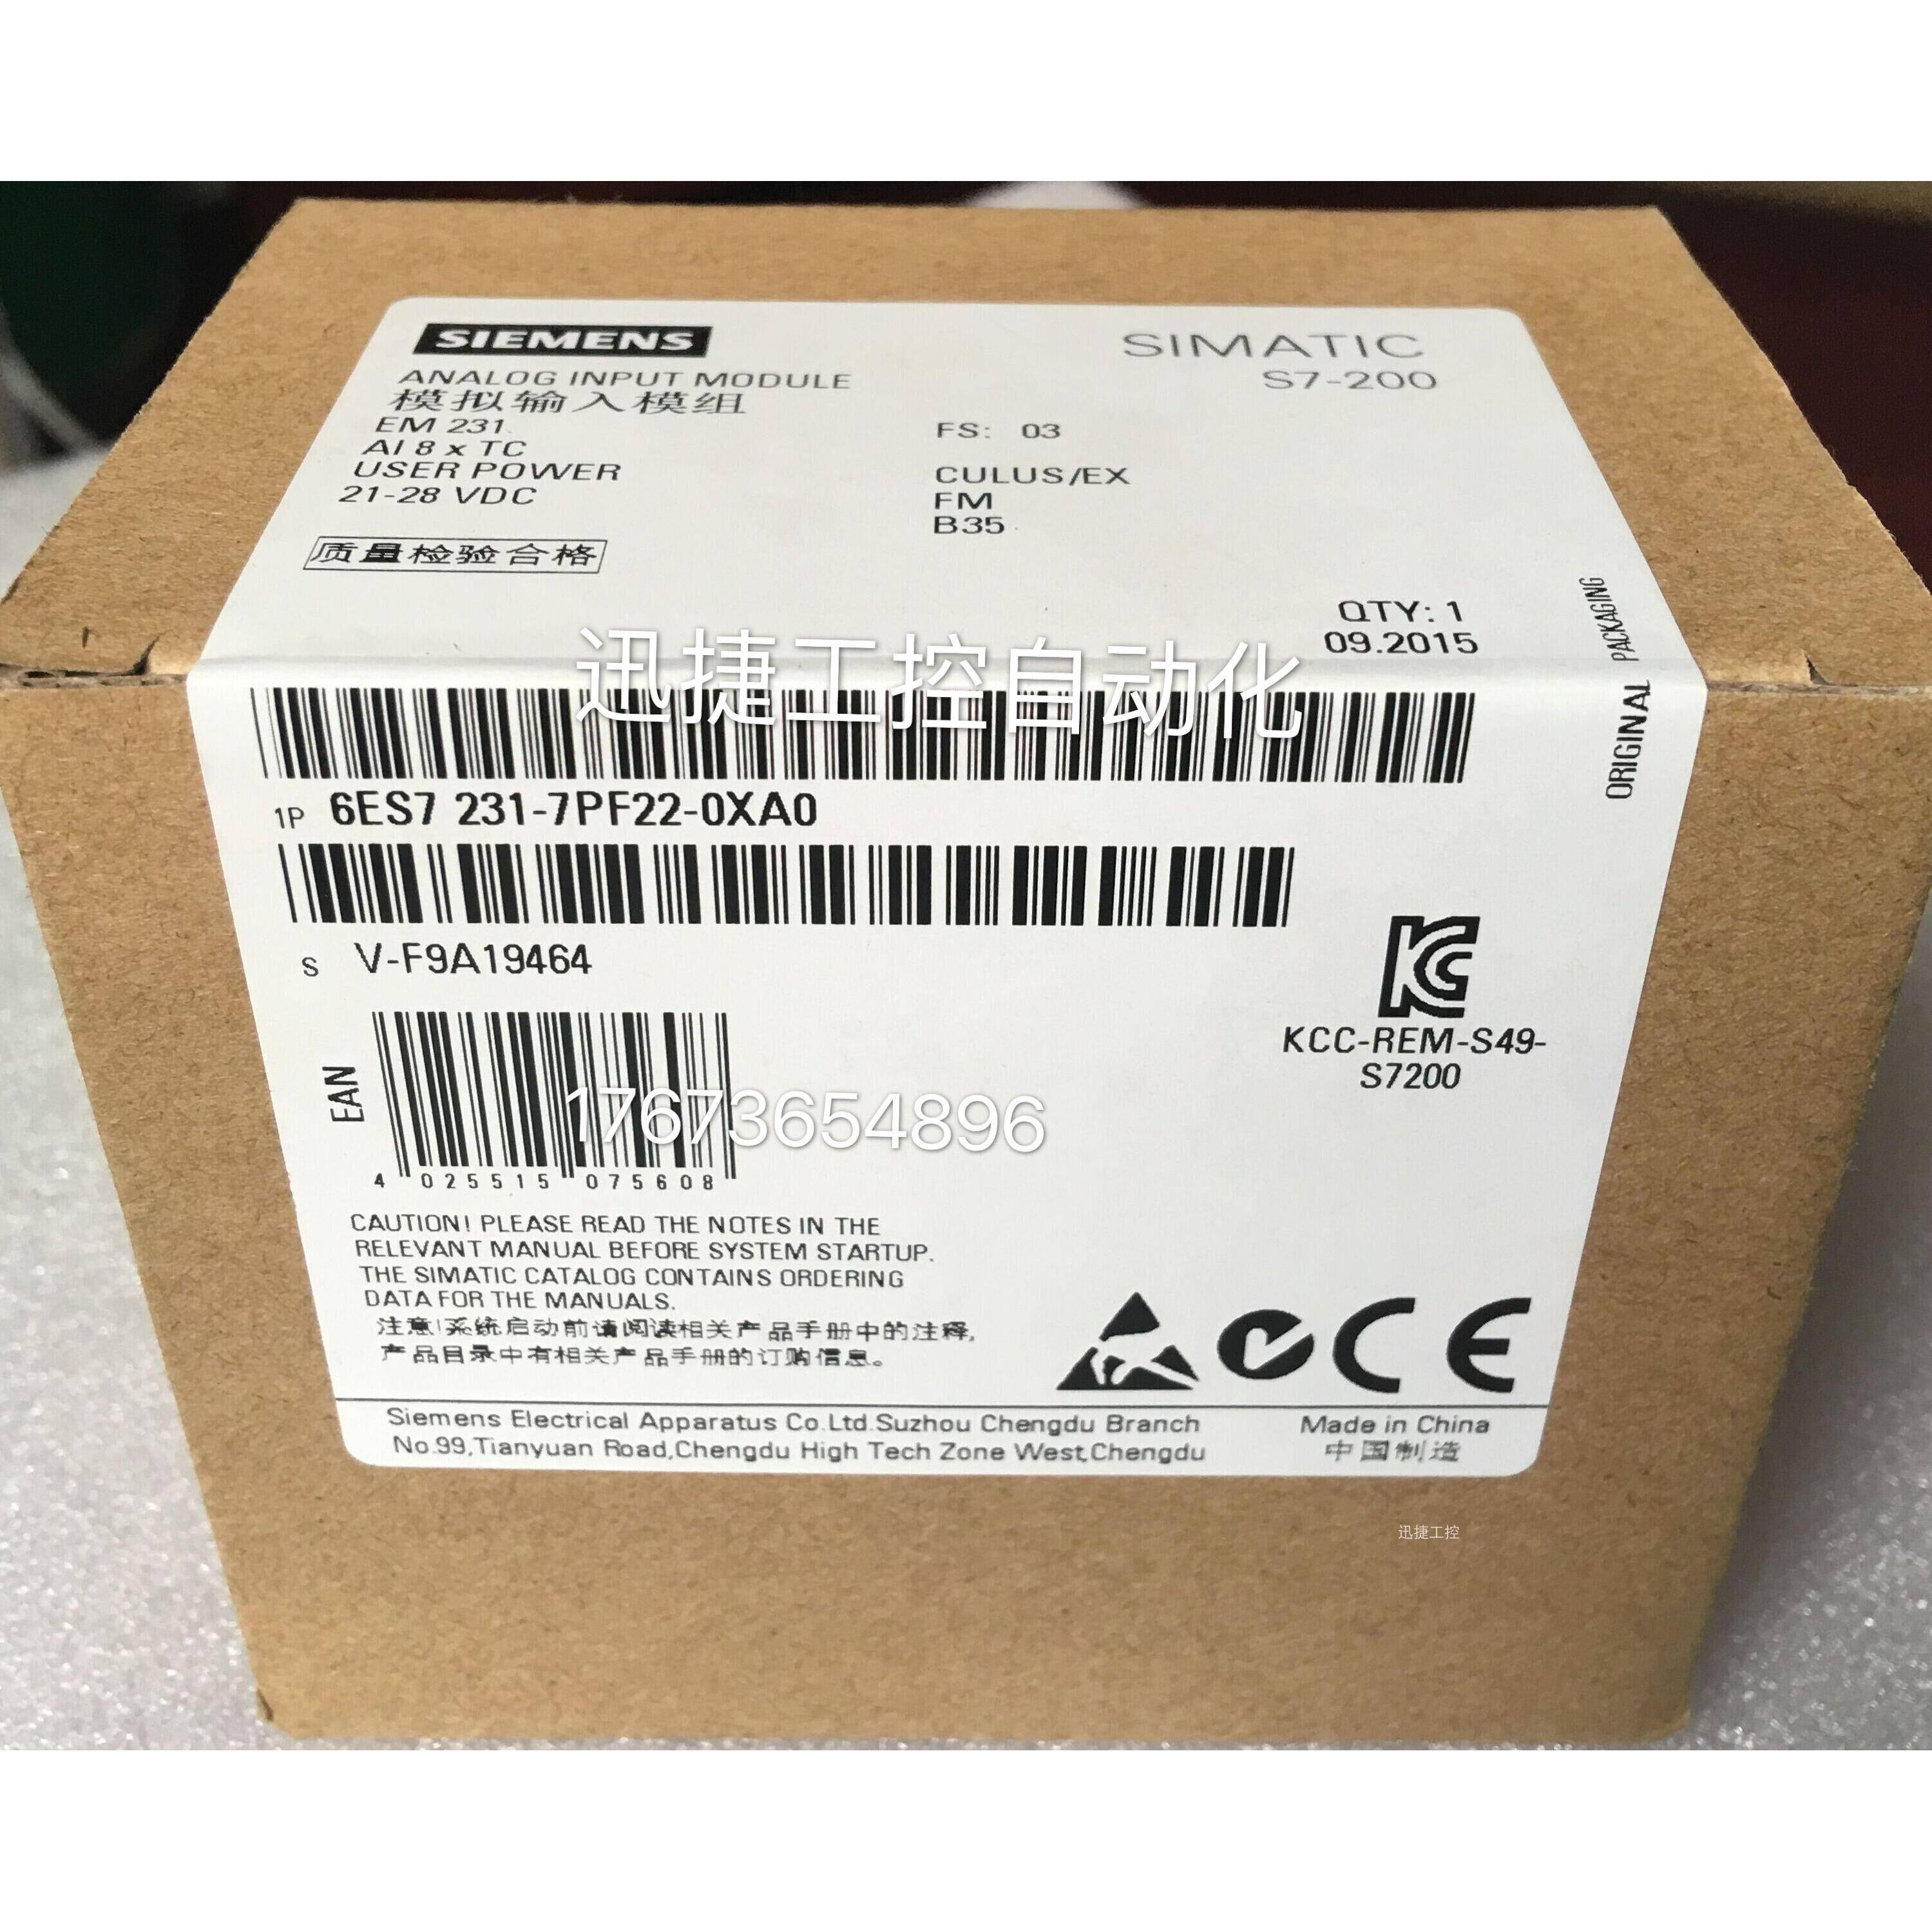 SIEMENS
SIMATIC
S7-200
ANALOG INPUT MODULE
模拟输入模组
EM 231
AI 8 x TC
USER POWER
21-28 VDC
FS: 03
CULUS/EX
FM
B35
质量检验合格
QTY: 1
09.2015
ORIGINAL PACKAGING
迅捷工控自动化
1P 6ES7 231-7PF22-0XA0
S V-F9A19464
KC
KCC-REM-S49-
S7200
EAN
17673654896
4 025515 075608
CAUTION! PLEASE READ THE NOTES IN THE
RELEVANT MANUAL BEFORE SYSTEM STARTUP.
THE SIMATIC CATALOG CONTAINS ORDERING
DATA FOR THE MANUALS.
注意!系统启动前请阅读相关产品手册中的注释,
产品目录中有相关产品手册的订购信息。
CE
Siemens Electrical Apparatus Co.Ltd.Suzhou Chengdu Branch
No.99,Tianyuan Road,Chengdu High Tech Zone West,Chengdu
Made in China
中国制造
迅捷工控